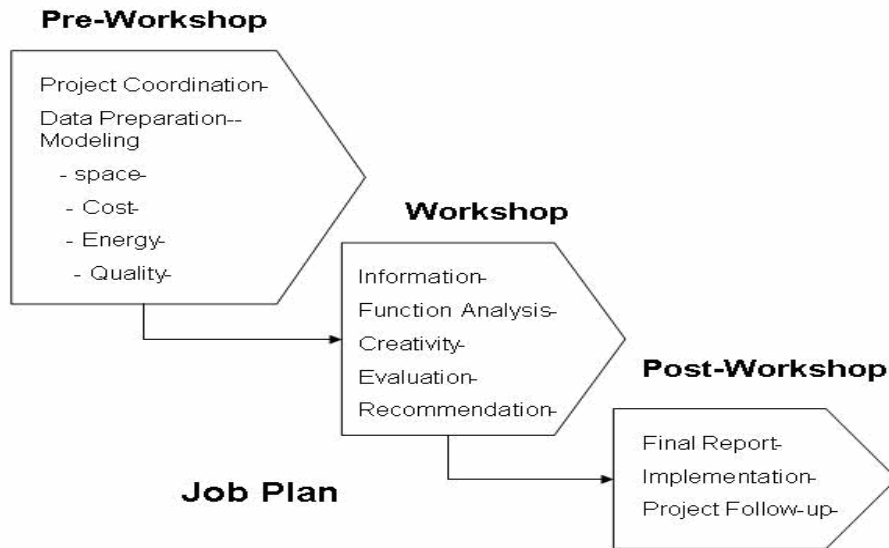 Pre-Workshop
Project Coordination-
Data Preparation--
Modeling
- space-
- Cost-
- Energy-
- Quality-
Workshop
Information-
Function Analysis-
Creativity-
Evaluation-
Recommendation-
Post-Workshop
Final Report-
Implementation-
Project Follow-up-
Job Plan